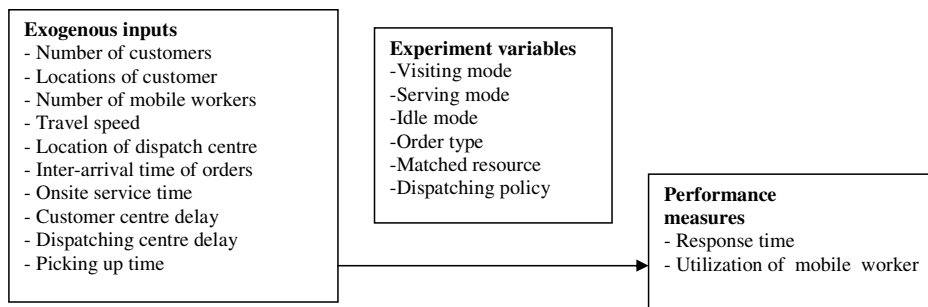 Exogenous inputs
- Number of customers
- Locations of customer
- Number of mobile workers
- Travel speed
- Location of dispatch centre
- Inter-arrival time of orders
- Onsite service time
- Customer centre delay
- Dispatching centre delay
- Picking up time
Experiment variables
-Visiting mode
-Serving mode
-Idle mode
-Order type
-Matched resource
-Dispatching policy
Performance
measures
- Response time
- Utilization of mobile worker